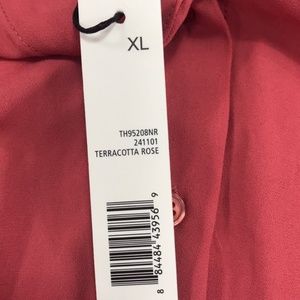 XL
TH95208NR
241101
TERRACOTTA ROSE
8 84484 43956 9